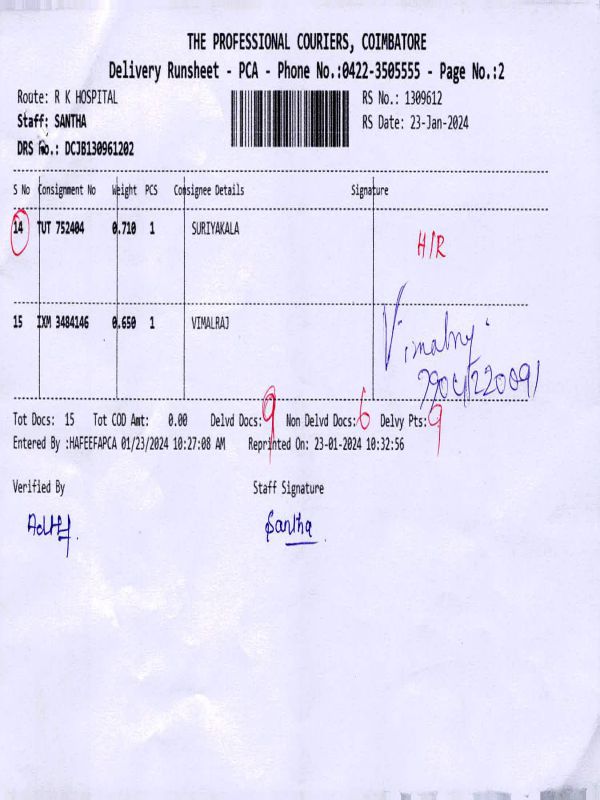 THE PROFESSIONAL COURIERS, COIMBATORE
Delivery Runsheet - PCA - Phone No.:0422-3505555 - Page No.:2
Route: R K HOSPITAL
RS No.: 1309612
Staff: SANTHA
RS Date: 23-Jan-2024
DRS No.: DCJB130961202
S No Consignment No Weight PCS Consignee Details Signature
14 TUT 752404 0.710 1 SURIYAKALA H/R
15 IXM 3484146 0.650 1 VIMALRAJ Vimalraj
Tot Docs: 15 Tot COD Amt: 0.00 Delvd Docs: 9 Non Delvd Docs: 6 Delvy Pts: 9
Entered By :HAFEEFAPCA 01/23/2024 10:27:08 AM Reprinted On: 23-01-2024 10:32:56
Verified By Staff Signature
Santha